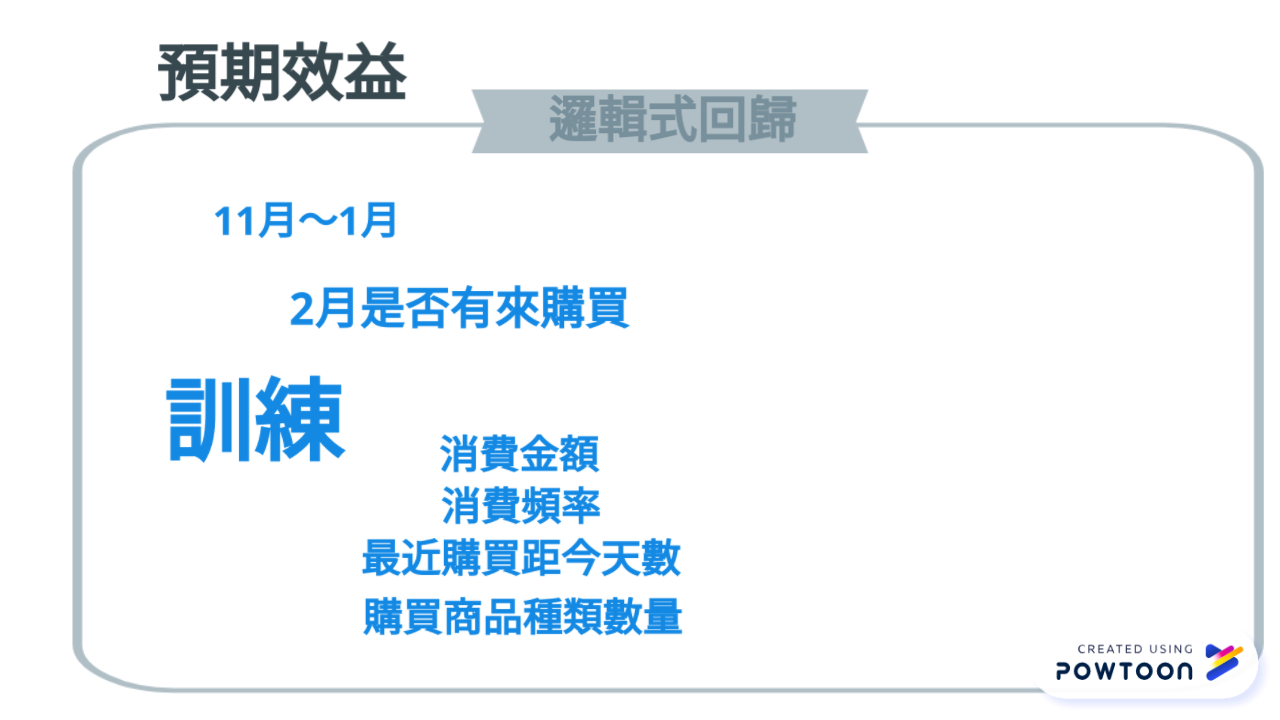 預期效益
邏輯式回歸
11月～1月
2月是否有來購買
訓練
消費金額
消費頻率
最近購買距今天數
購買商品種類數量
CREATED USING
POWTOON